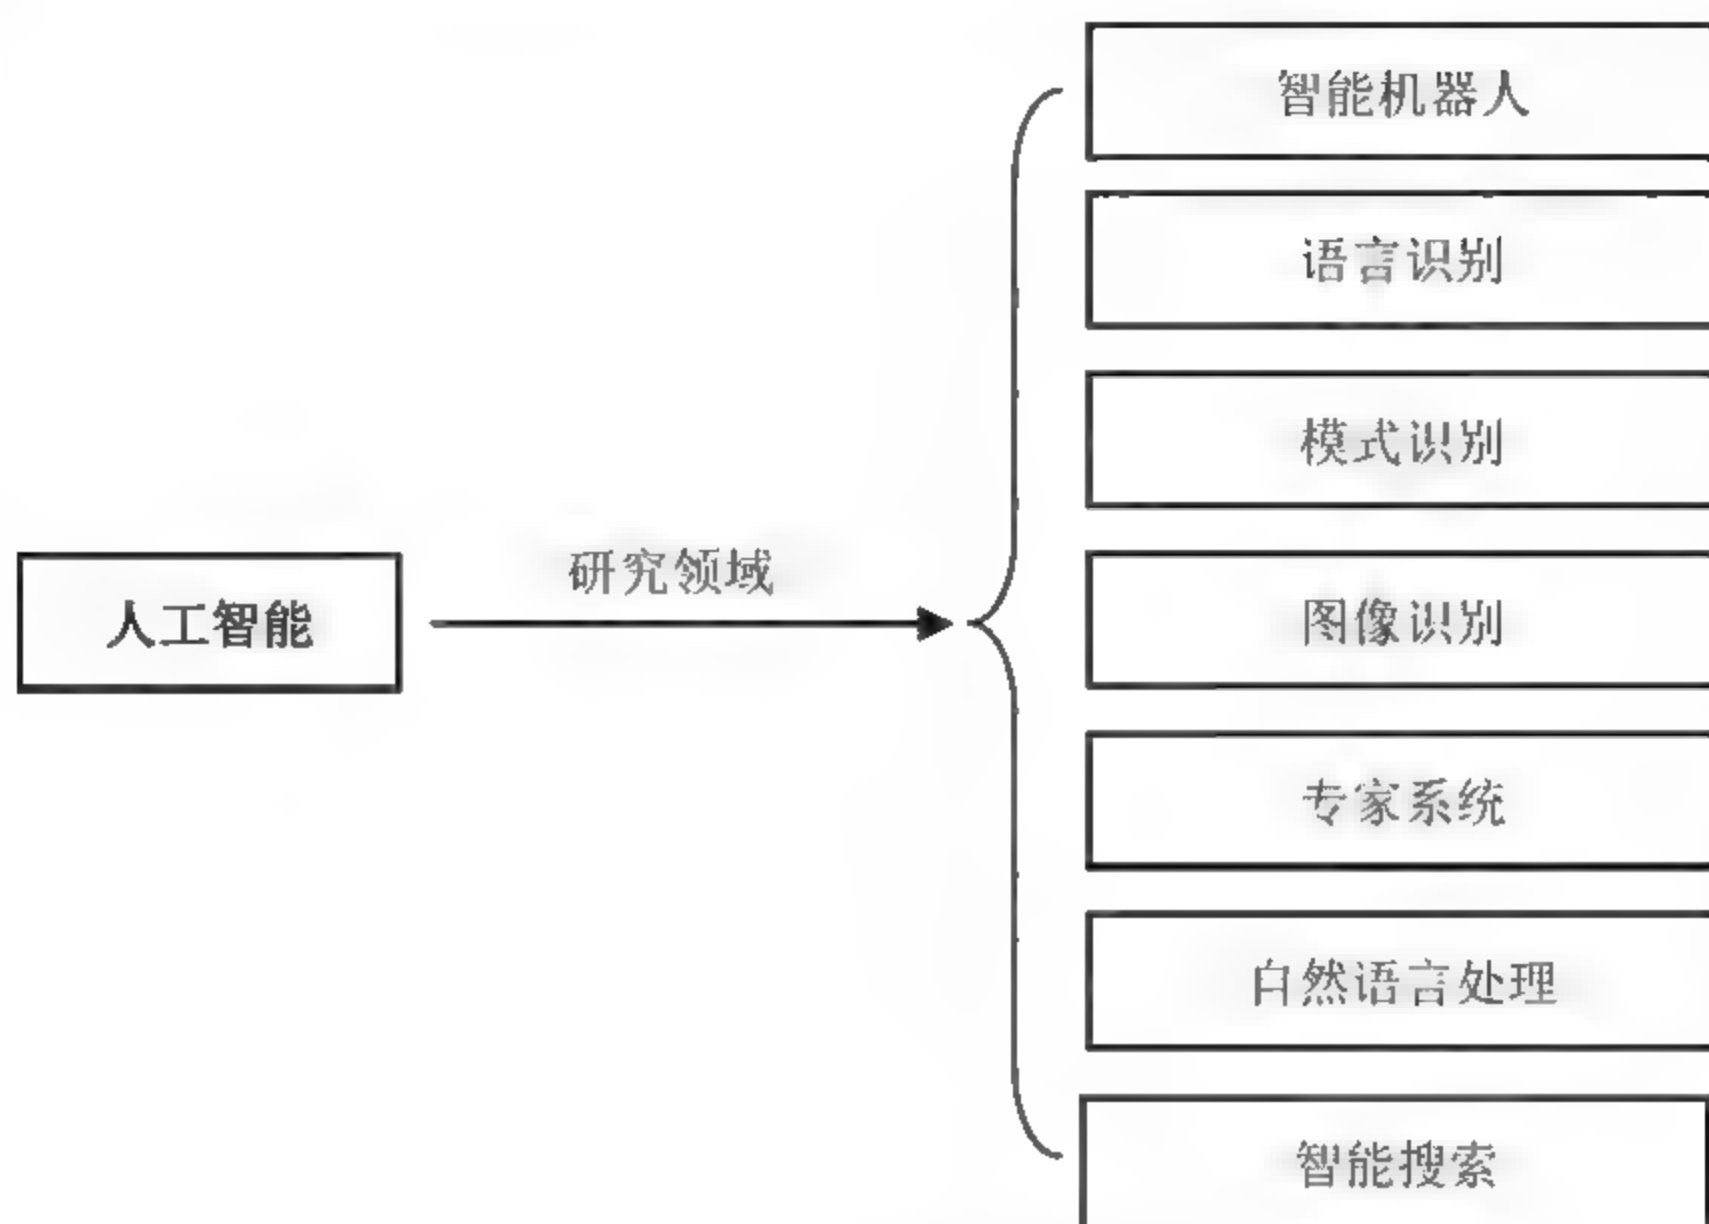 智能机器人
语言识别
模式识别
研究领域
图像识别
人工智能
专家系统
自然语言处理
智能搜索